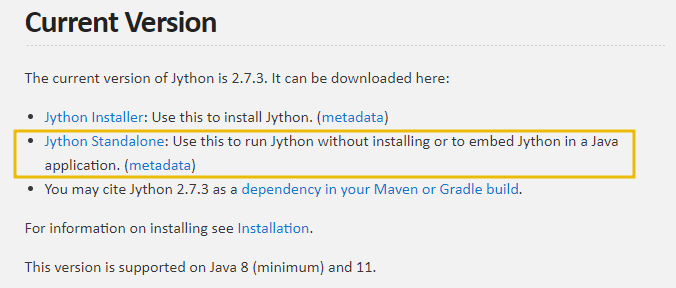 Current Version
The current version of Jython is 2.7.3. It can be downloaded here:
• Jython Installer: Use this to install Jython. (metadata)
• Jython Standalone: Use this to run Jython without installing or to embed Jython in a Java
application. (metadata)
• You may cite Jython 2.7.3 as a dependency in your Maven or Gradle build.
For information on installing see Installation.
This version is supported on Java 8 (minimum) and 11.